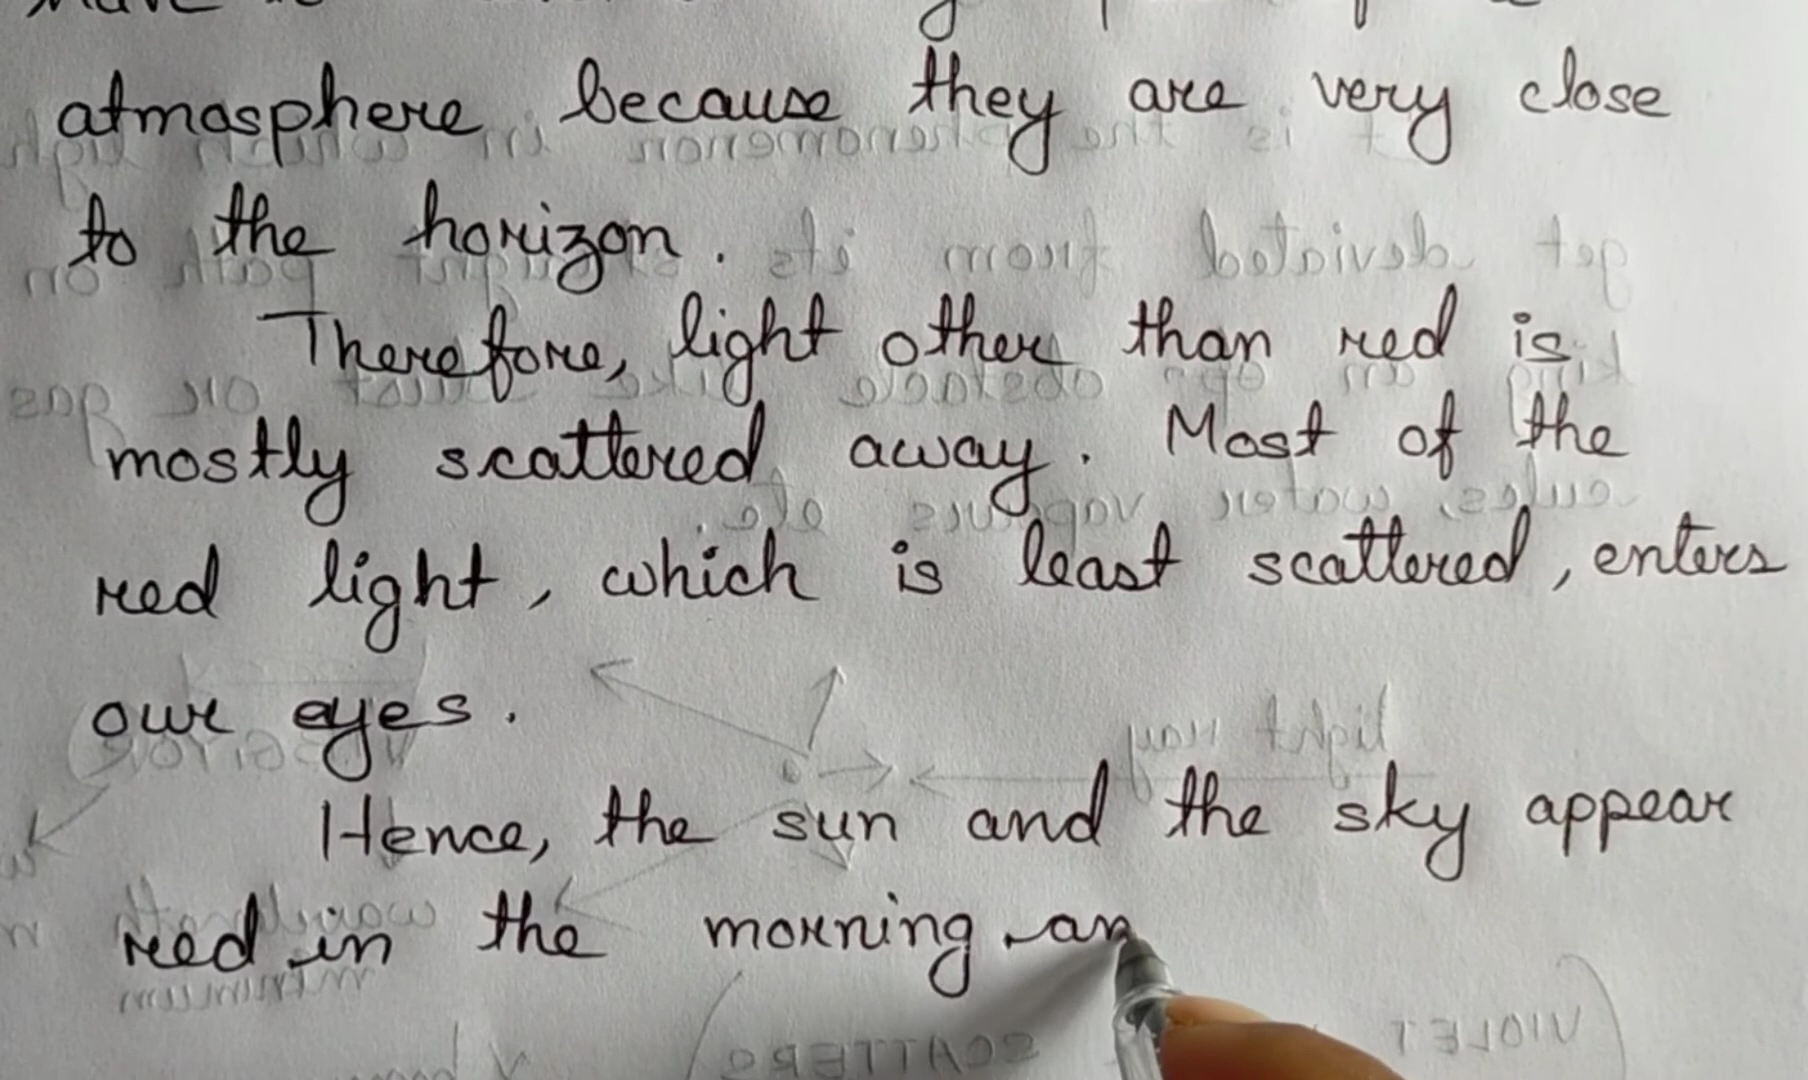 atmosphere because they are very close
to the horizon.
Therefore, light other than red is
mostly scattered away. Most of the
red light, which is least scattered, enters
our eyes.
Hence, the sun and the sky appear
red in the morning an